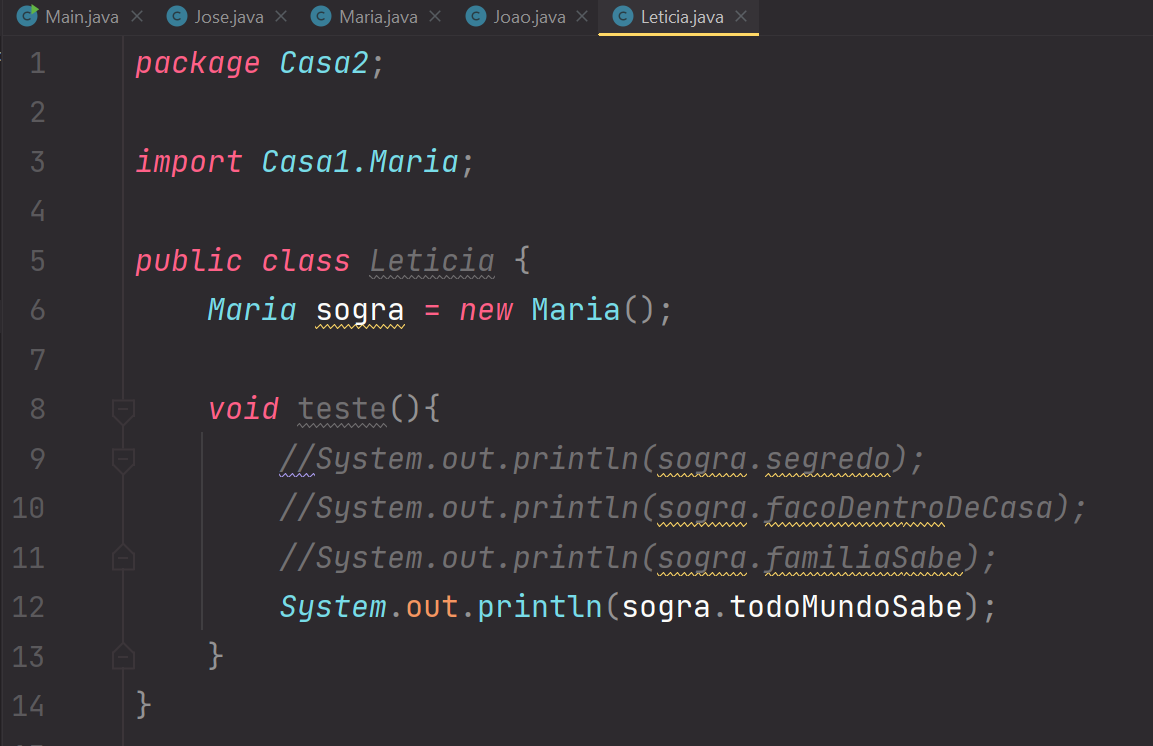 Main.java Jose.java Maria.java Joao.java Leticia.java
1 package Casa2;
2
3 import Casa1.Maria;
4
5 public class Leticia {
6 Maria sogra = new Maria();
7
8 void teste(){
9 //System.out.println(sogra.segredo);
10 //System.out.println(sogra.facoDentroDeCasa);
11 //System.out.println(sogra.familiaSabe);
12 System.out.println(sogra.todoMundoSabe);
13 }
14 }